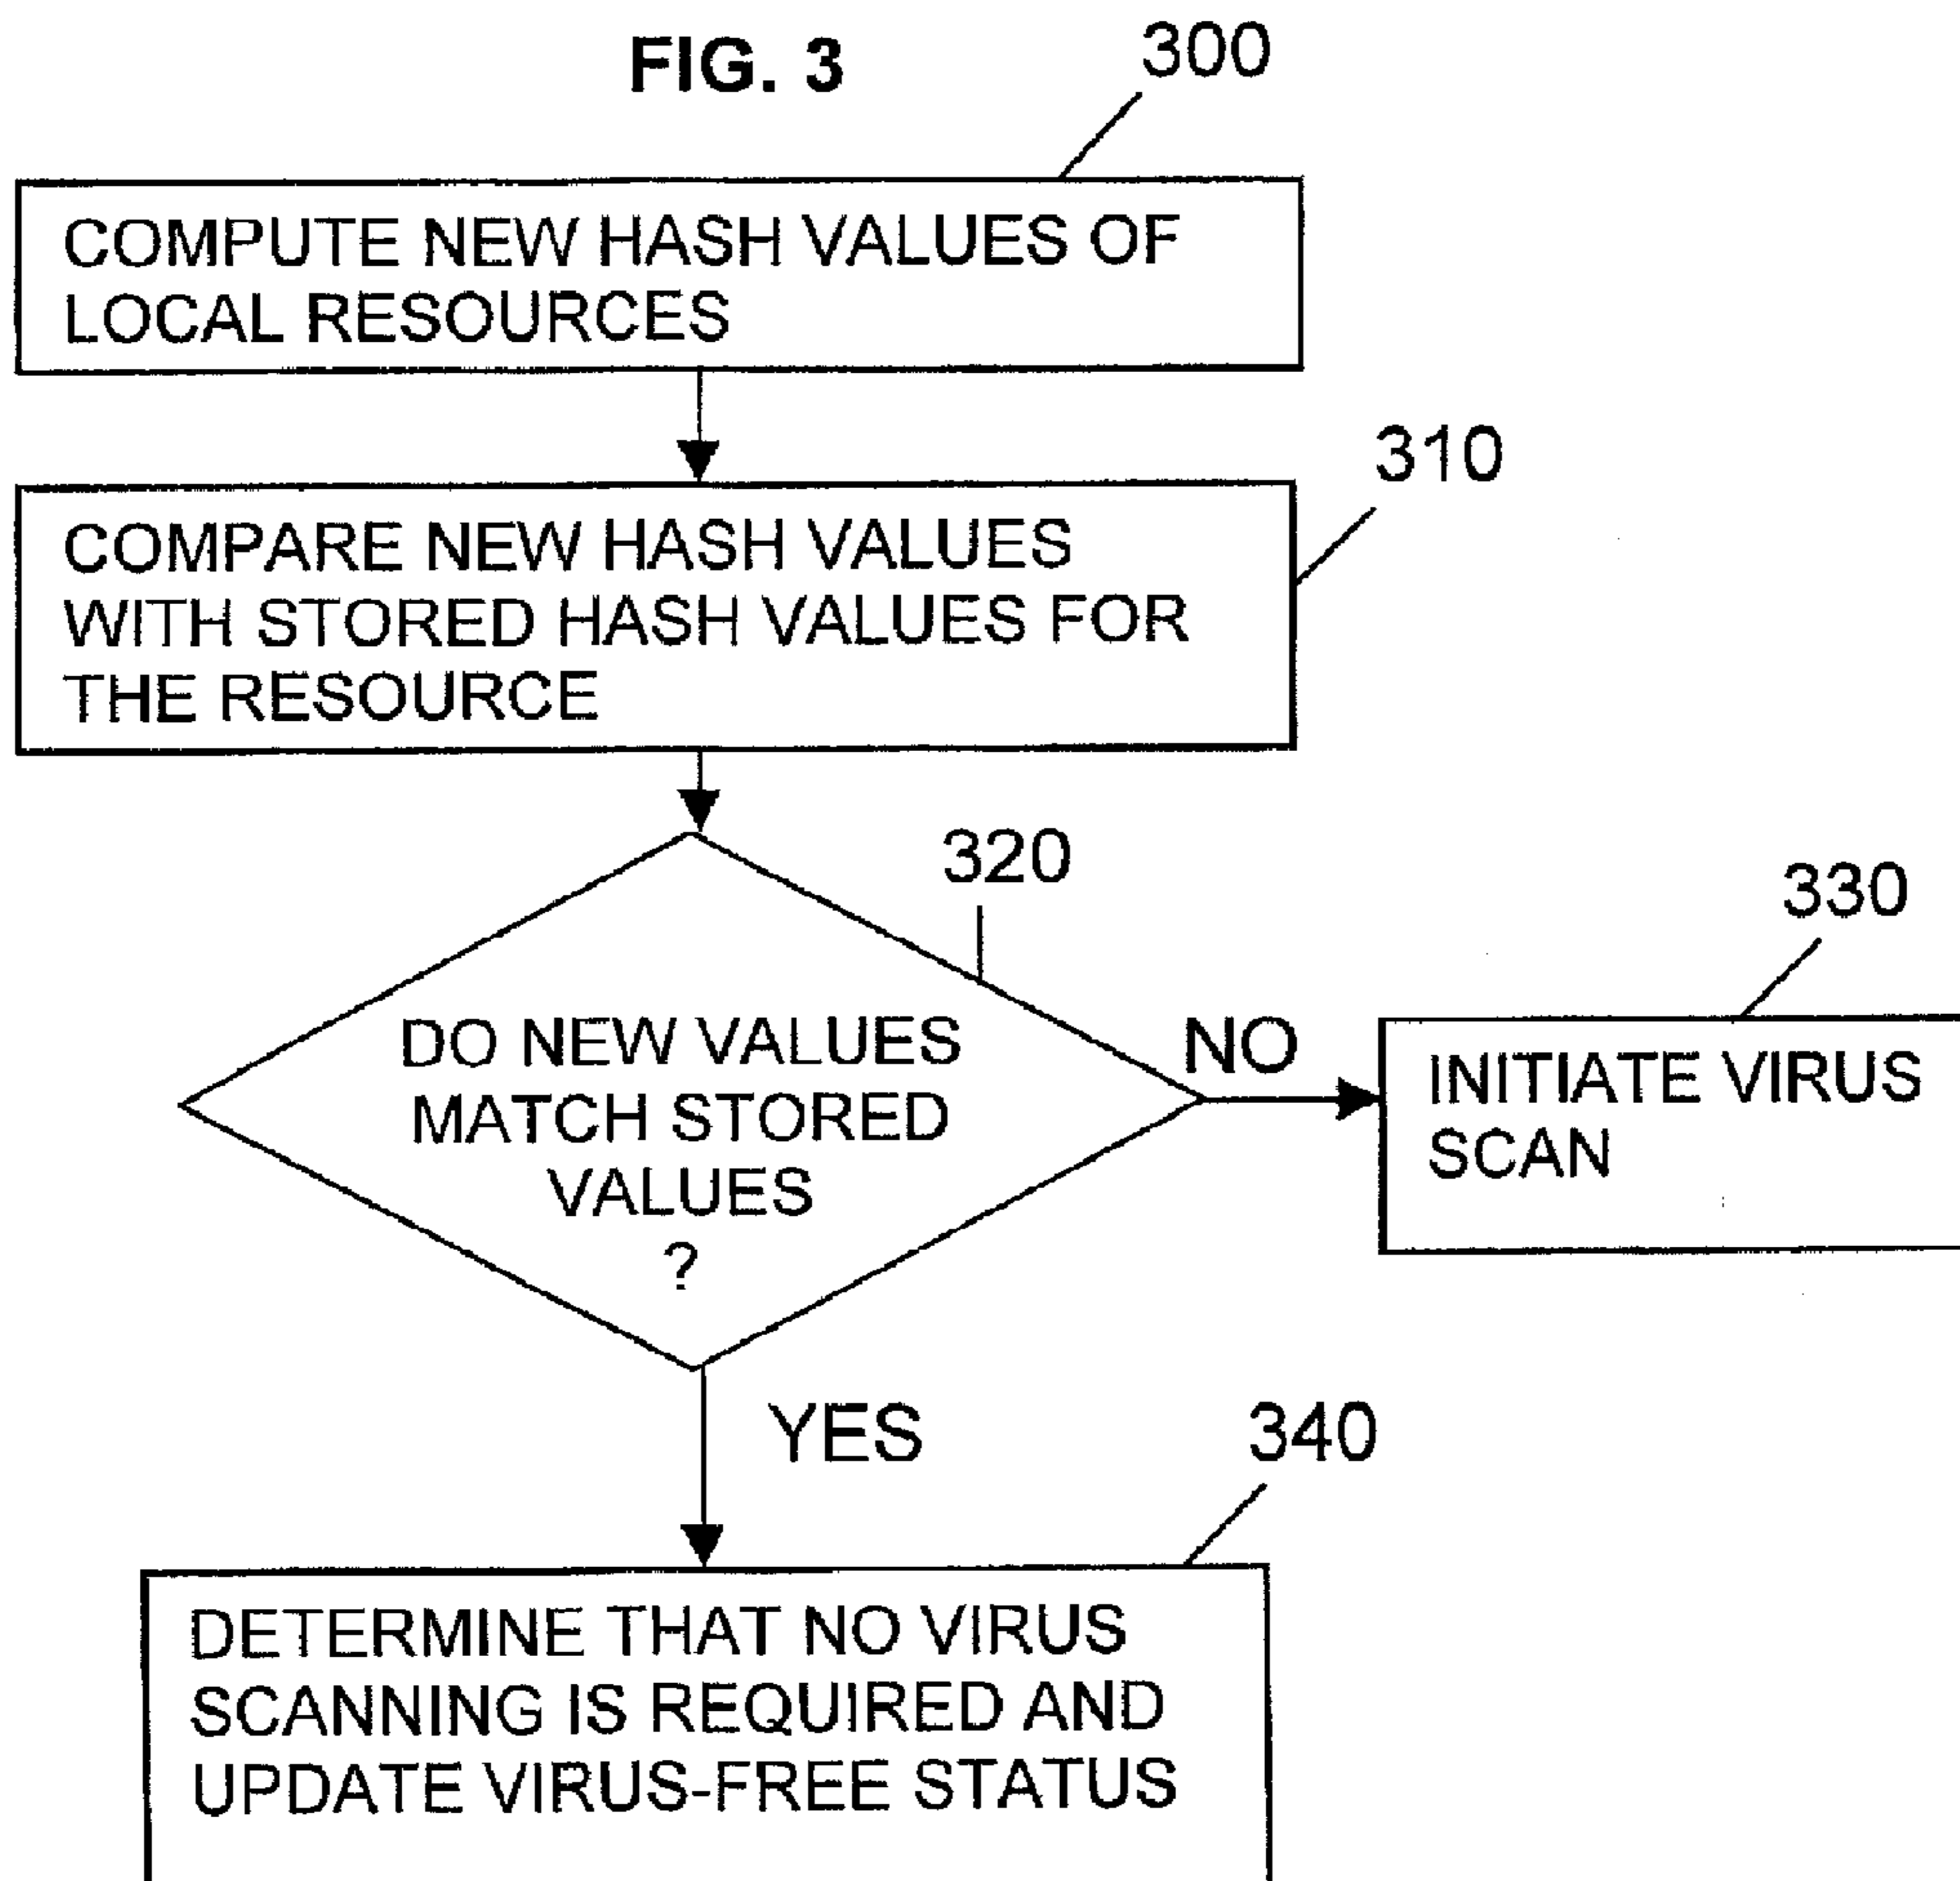 FIG. 3
300
COMPUTE NEW HASH VALUES OF
LOCAL RESOURCES
310
COMPARE NEW HASH VALUES
WITH STORED HASH VALUES FOR
THE RESOURCE
320
330
DO NEW VALUES
MATCH STORED
VALUES
?
NO
INITIATE VIRUS
SCAN
YES
340
DETERMINE THAT NO VIRUS
SCANNING IS REQUIRED AND
UPDATE VIRUS-FREE STATUS